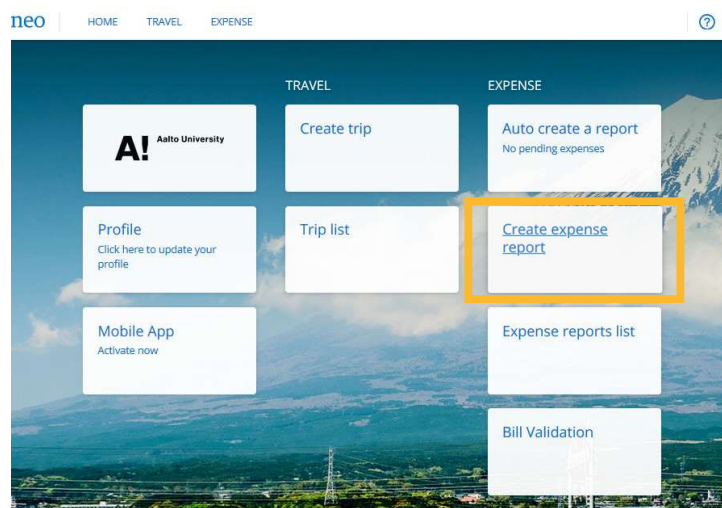 neo
HOME TRAVEL EXPENSE
?
TRAVEL
EXPENSE
A! Aalto University
Create trip
Auto create a report
No pending expenses
Profile
Click here to update your
profile
Trip list
Create expense
report
Mobile App
Activate now
Expense reports list
Bill Validation